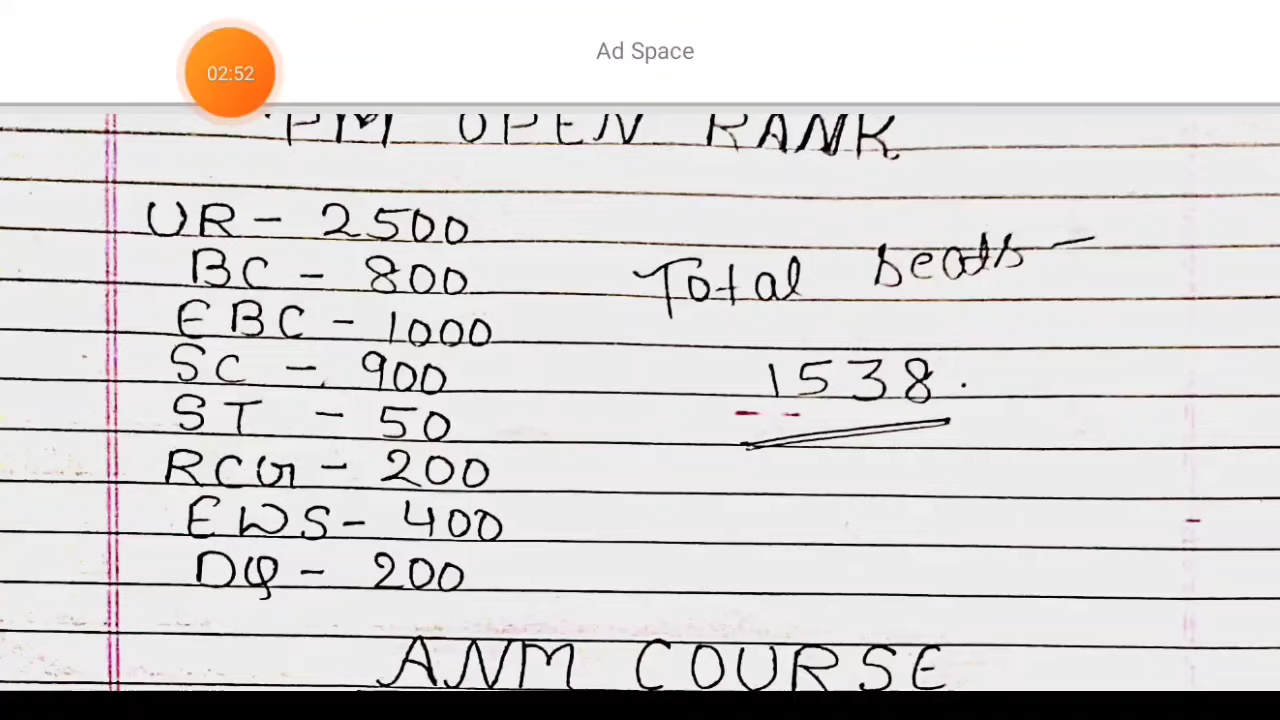 Ad Space
02:52
PM OPEN RANK
UR - 2500
BC - 800
Total seats -
EBC - 1000
SC - 900
1538.
ST - 50
RCG - 200
EWS - 400
DQ - 200
ANM COURSE